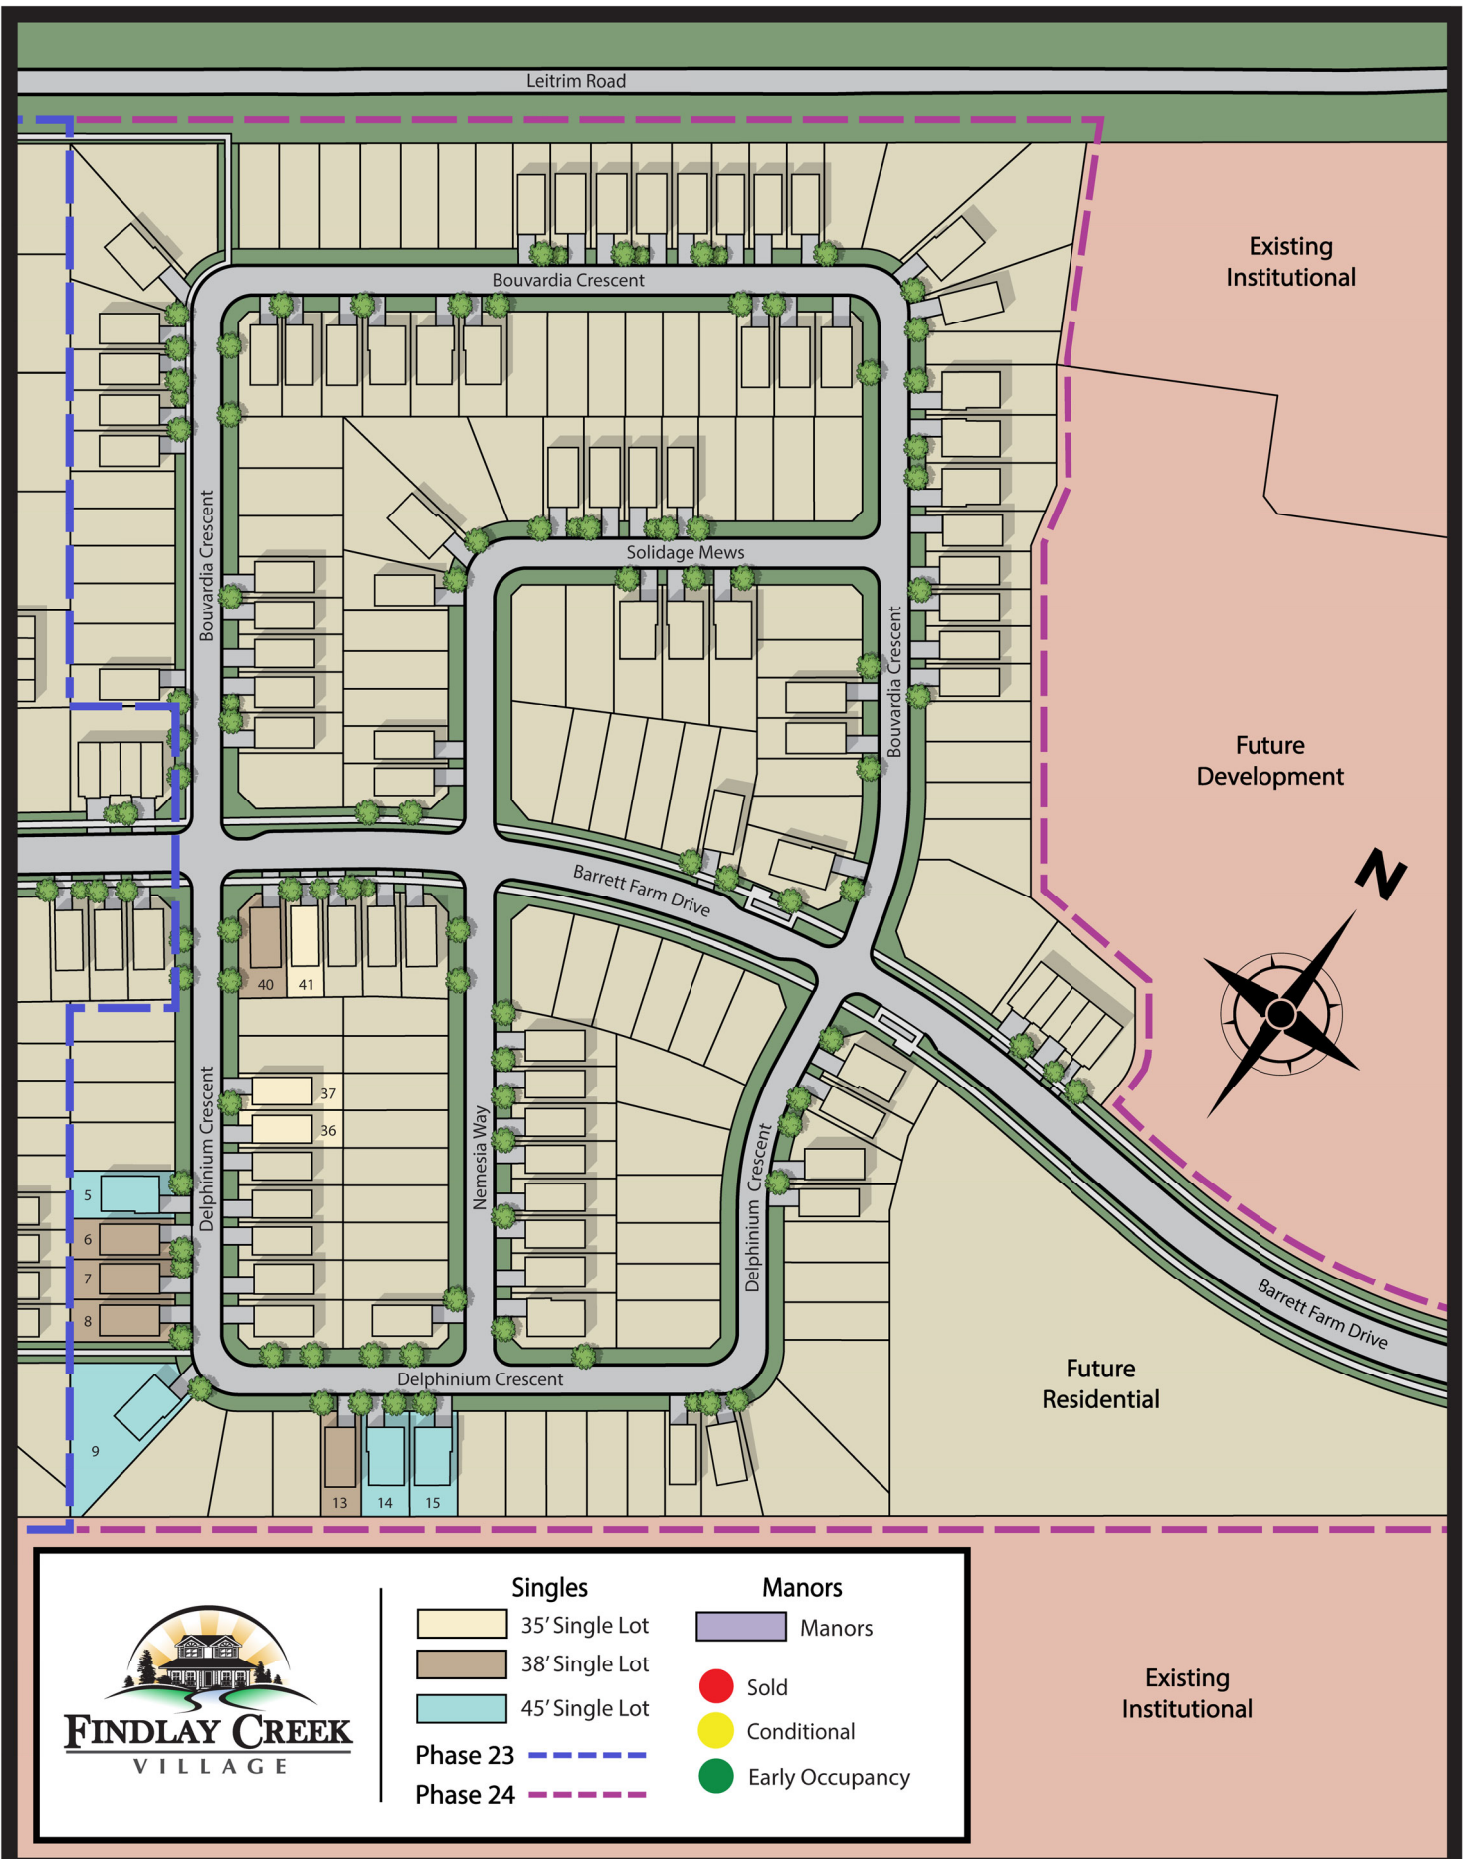 Leitrim Road
Existing
Institutional
Bouvardia Crescent
Bouvardia Crescent
Solidage Mews
Bouvardia Crescent
Future
Development
N
Barrett Farm Drive
40
41
37
36
Delphinium Crescent
Nemesia Way
Delphinium Crescent
5
6
7
8
9
Barrett Farm Drive
Delphinium Crescent
Future
Residential
13
14
15
FINDLAY CREEK
VILLAGE
Singles
35' Single Lot
38' Single Lot
45' Single Lot
Phase 23
Phase 24
Manors
Manors
Sold
Conditional
Early Occupancy
Existing
Institutional